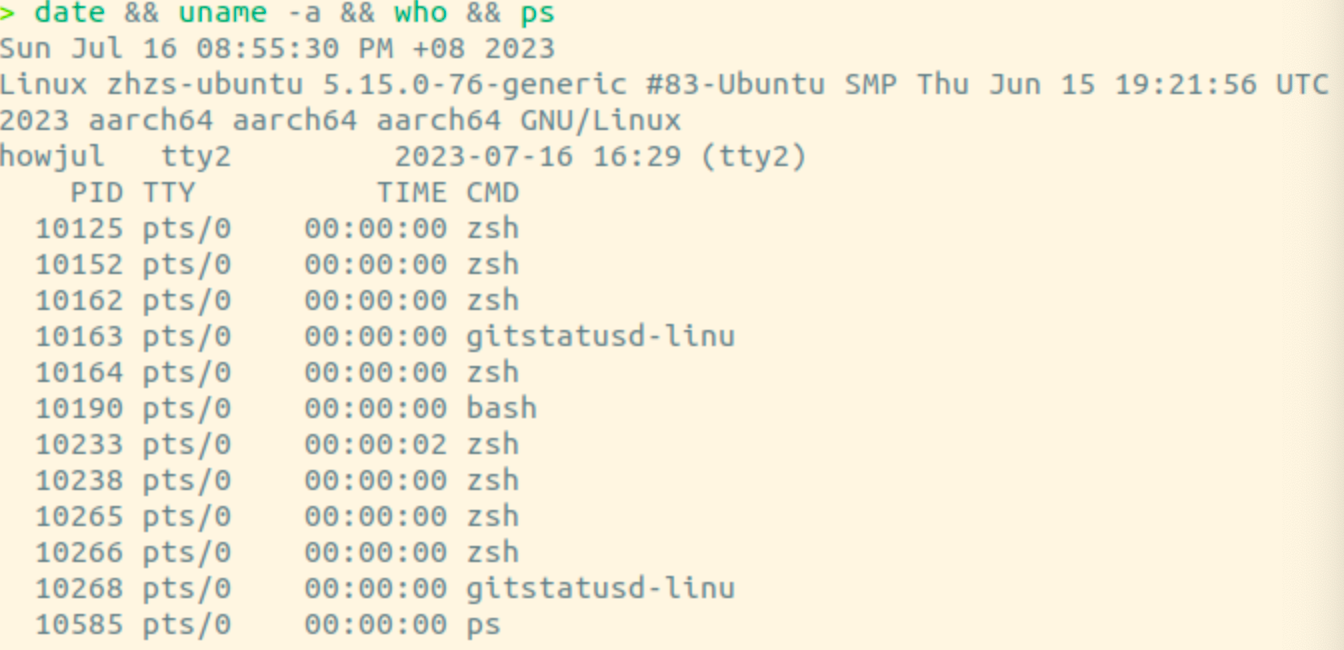 > date && uname -a && who && ps
Sun Jul 16 08:55:30 PM +08 2023
Linux zhzs-ubuntu 5.15.0-76-generic #83-Ubuntu SMP Thu Jun 15 19:21:56 UTC
2023 aarch64 aarch64 aarch64 GNU/Linux
howjul   tty2         2023-07-16 16:29 (tty2)
    PID TTY          TIME CMD
  10125 pts/0    00:00:00 zsh
  10152 pts/0    00:00:00 zsh
  10162 pts/0    00:00:00 zsh
  10163 pts/0    00:00:00 gitstatusd-linu
  10164 pts/0    00:00:00 zsh
  10190 pts/0    00:00:00 bash
  10233 pts/0    00:00:02 zsh
  10238 pts/0    00:00:00 zsh
  10265 pts/0    00:00:00 zsh
  10266 pts/0    00:00:00 zsh
  10268 pts/0    00:00:00 gitstatusd-linu
  10585 pts/0    00:00:00 ps